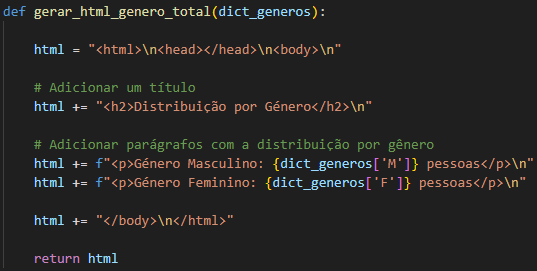 def gerar_html_genero_total(dict_generos):
html = "<html>\n<head></head>\n<body>\n"
# Adicionar um título
html += "<h2>Distribuição por Género</h2>\n"
# Adicionar parágrafos com a distribuição por gênero
html += f"<p>Género Masculino: {dict_generos['M']} pessoas</p>\n"
html += f"<p>Género Feminino: {dict_generos['F']} pessoas</p>\n"
html += "</body>\n</html>"
return html